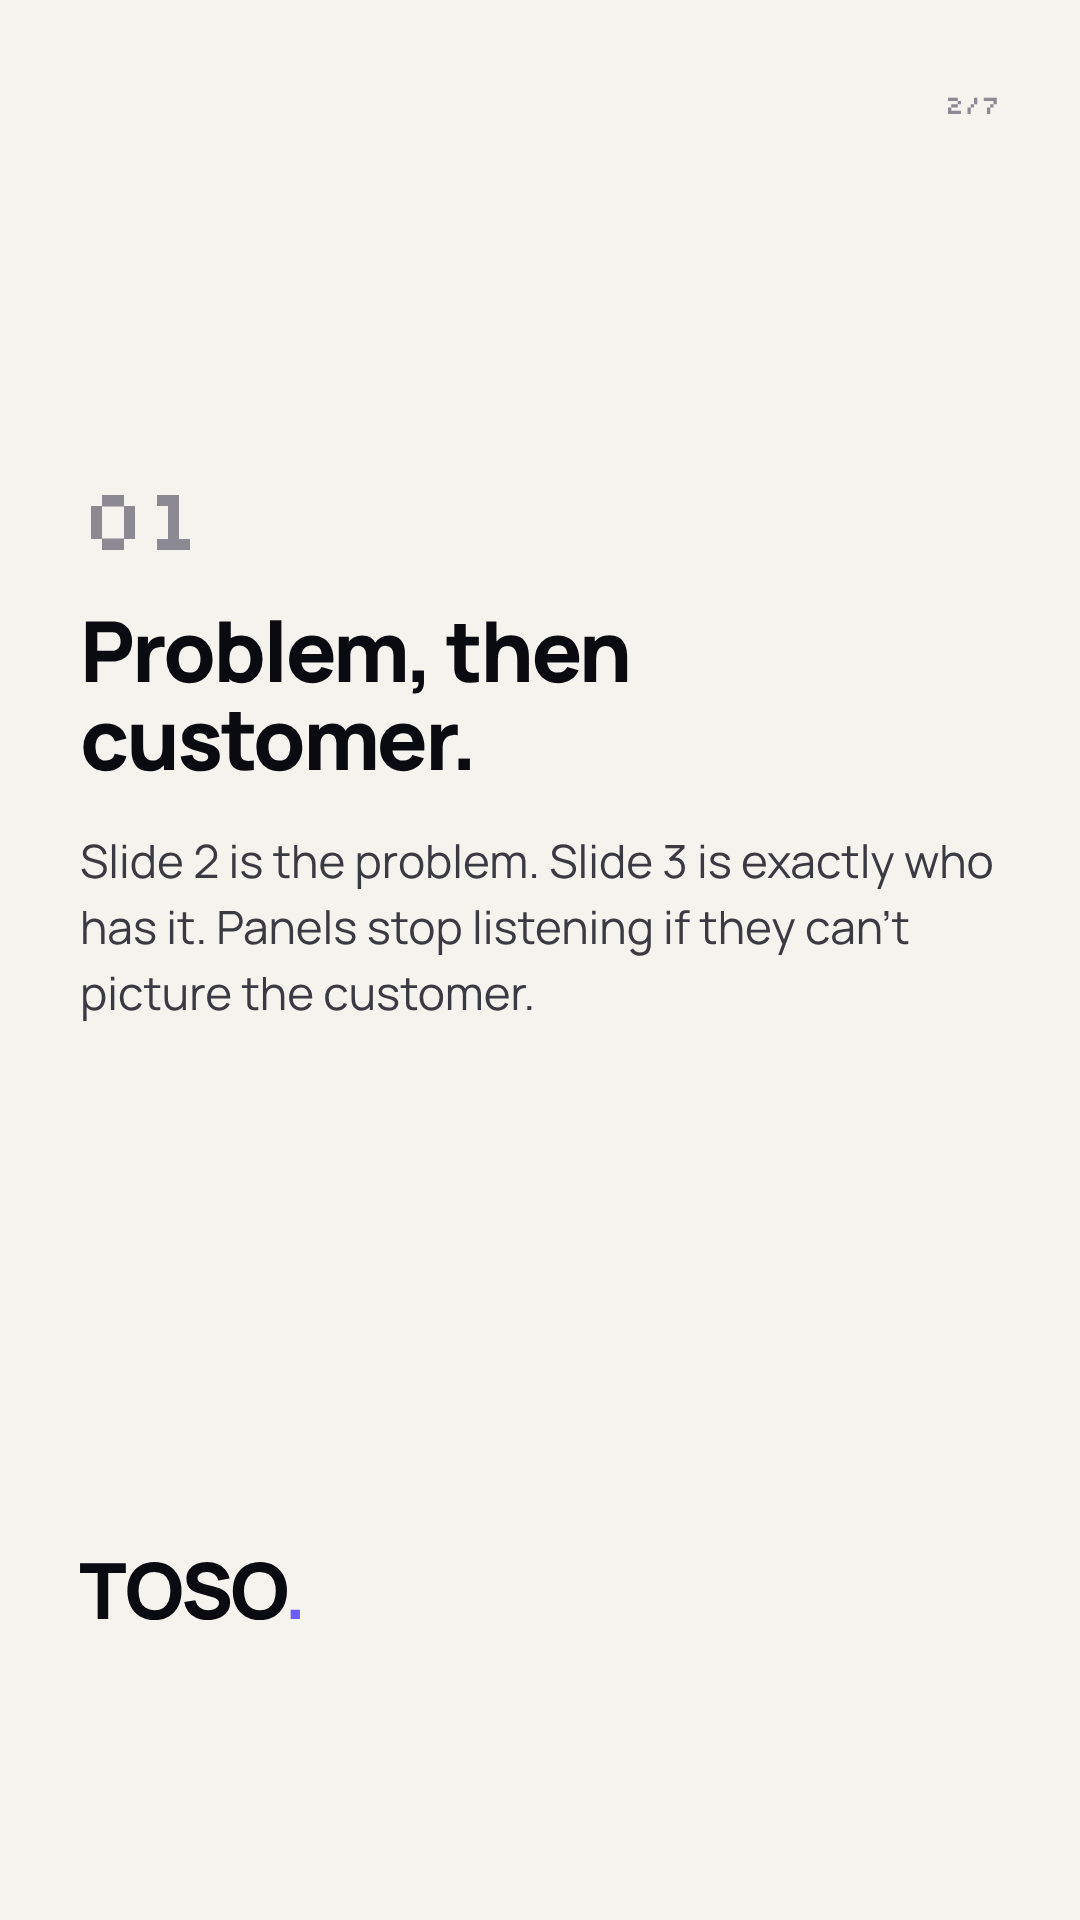 2/7
01
Problem, then
customer.
Slide 2 is the problem. Slide 3 is exactly who
has it. Panels stop listening if they can’t
picture the customer.
TOSO.